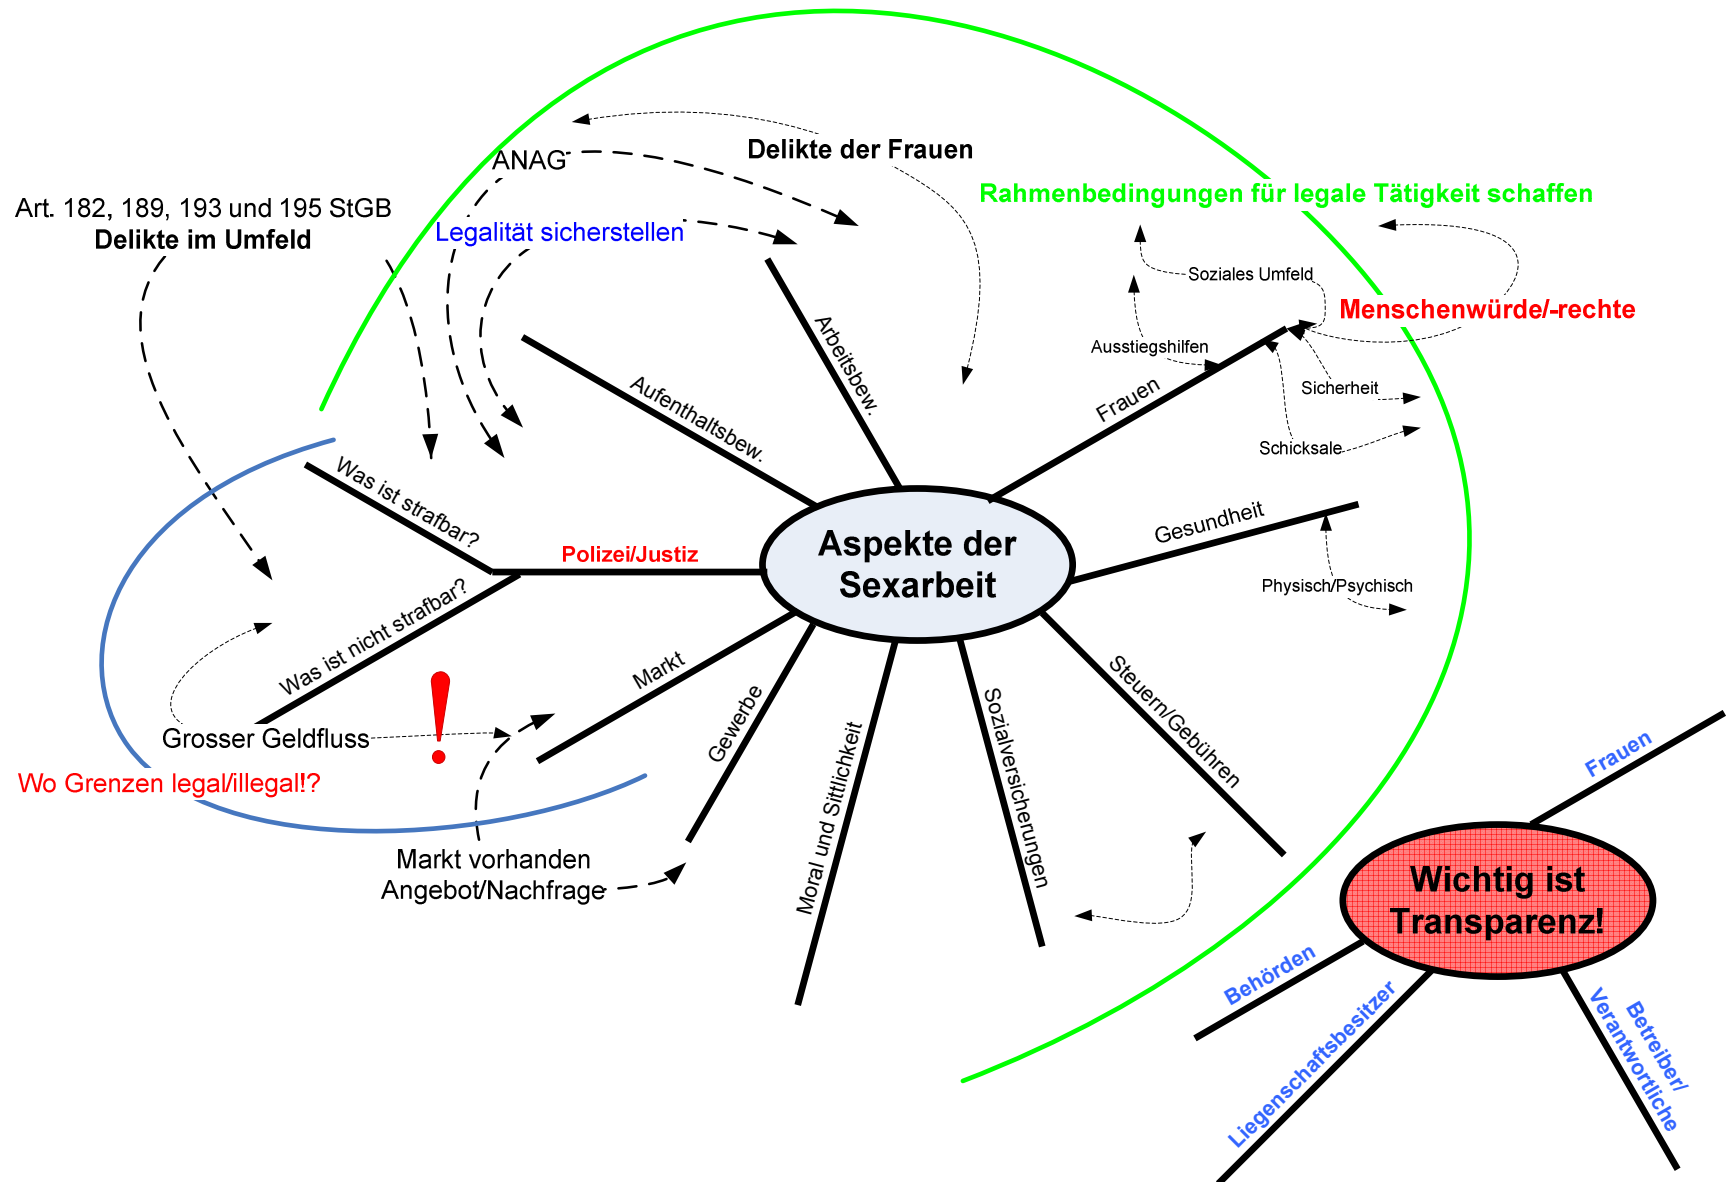 Delikte der Frauen
ANAG
Rahmenbedingungen für legale Tätigkeit schaffen
Art. 182, 189, 193 und 195 StGB
Delikte im Umfeld
Legalität sicherstellen
Soziales Umfeld
Menschenwürde/-rechte
Arbeitsbew.
Ausstiegshilfen
Aufenthaltsbew.
Frauen
Sicherheit
Schicksale
Was ist strafbar?
Gesundheit
Polizei/Justiz
Aspekte der
Sexarbeit
Physisch/Psychisch
Was ist nicht strafbar?
Markt
Gewerbe
Moral und Sittlichkeit
Sozialversicherungen
Steuern/Gebühren
!
Grosser Geldfluss
Wo Grenzen legal/illegal!?
Markt vorhanden
Angebot/Nachfrage
Frauen
Wichtig ist
Transparenz!
Behörden
Liegenschaftsbesitzer
Betreiber/
Verantwortliche